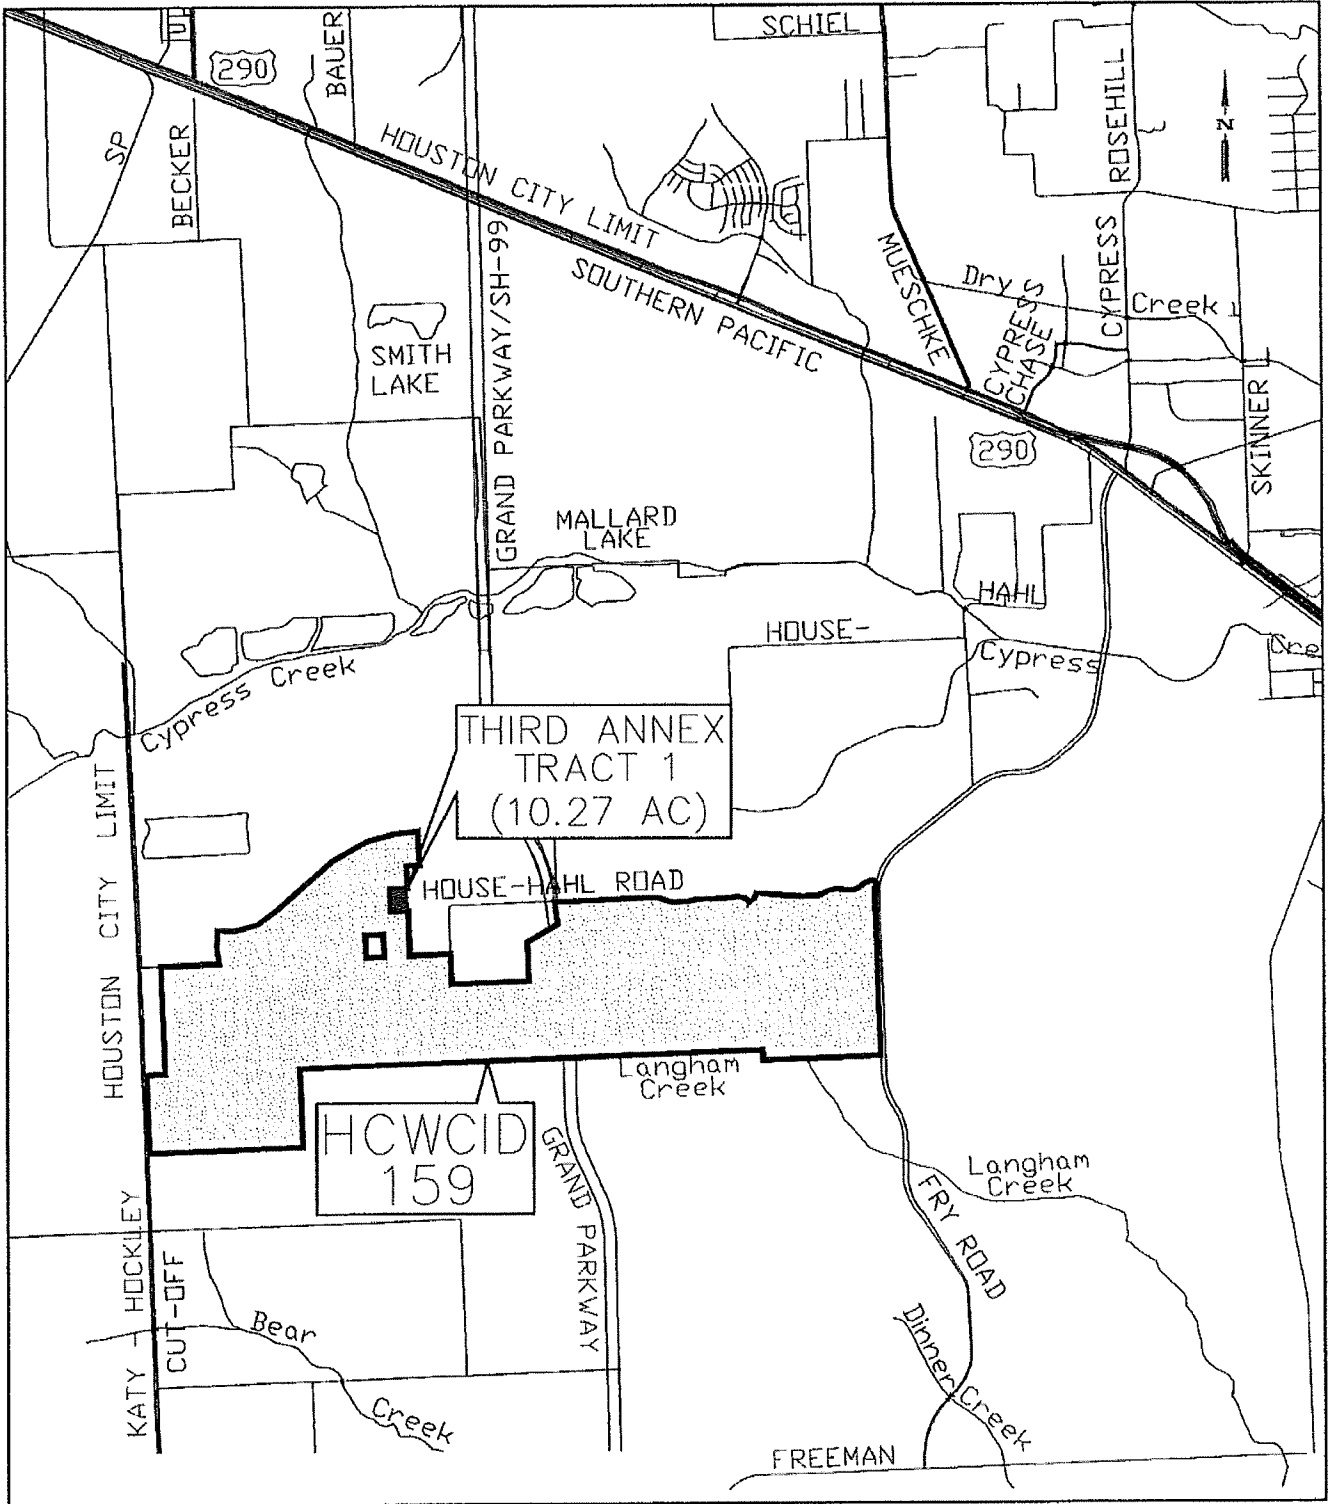 SCHIEL
290
BAUER
ROSEHILL
SP
BECKER
N
HOUSTON CITY LIMIT
SOUTHERN PACIFIC
GRAND PARKWAY/SH-99
MUESCHKE
CYPRESS
Dry
Creek
CYPRESS
CHASE
SMITH
LAKE
SKINNER
290
MALLARD
LAKE
HAHL
HOUSE-
Cypress
Cypress Creek
THIRD ANNEX
TRACT 1
(10.27 AC)
HOUSE-HAHL ROAD
HOUSTON CITY LIMIT
Langham
Creek
HCWCID
159
GRAND PARKWAY
Langham
Creek
FRY ROAD
KATY - HOCKLEY
CUT-OFF
Bear
Creek
Dinner Creek
FREEMAN